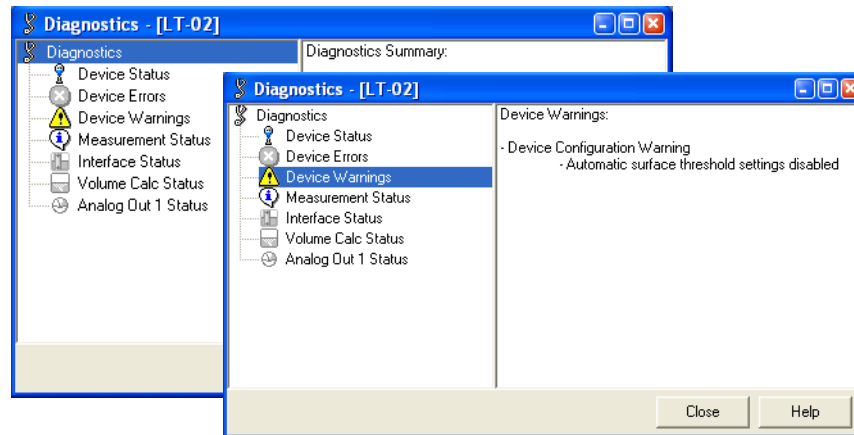 Diagnostics - [LT-02]
Diagnostics
Device Status
Device Errors
Device Warnings
Measurement Status
Interface Status
Volume Calc Status
Analog Out 1 Status
Diagnostics Summary:
Diagnostics - [LT-02]
Diagnostics
Device Status
Device Errors
Device Warnings
Measurement Status
Interface Status
Volume Calc Status
Analog Out 1 Status
Device Warnings:
- Device Configuration Warning
- Automatic surface threshold settings disabled
Close
Help